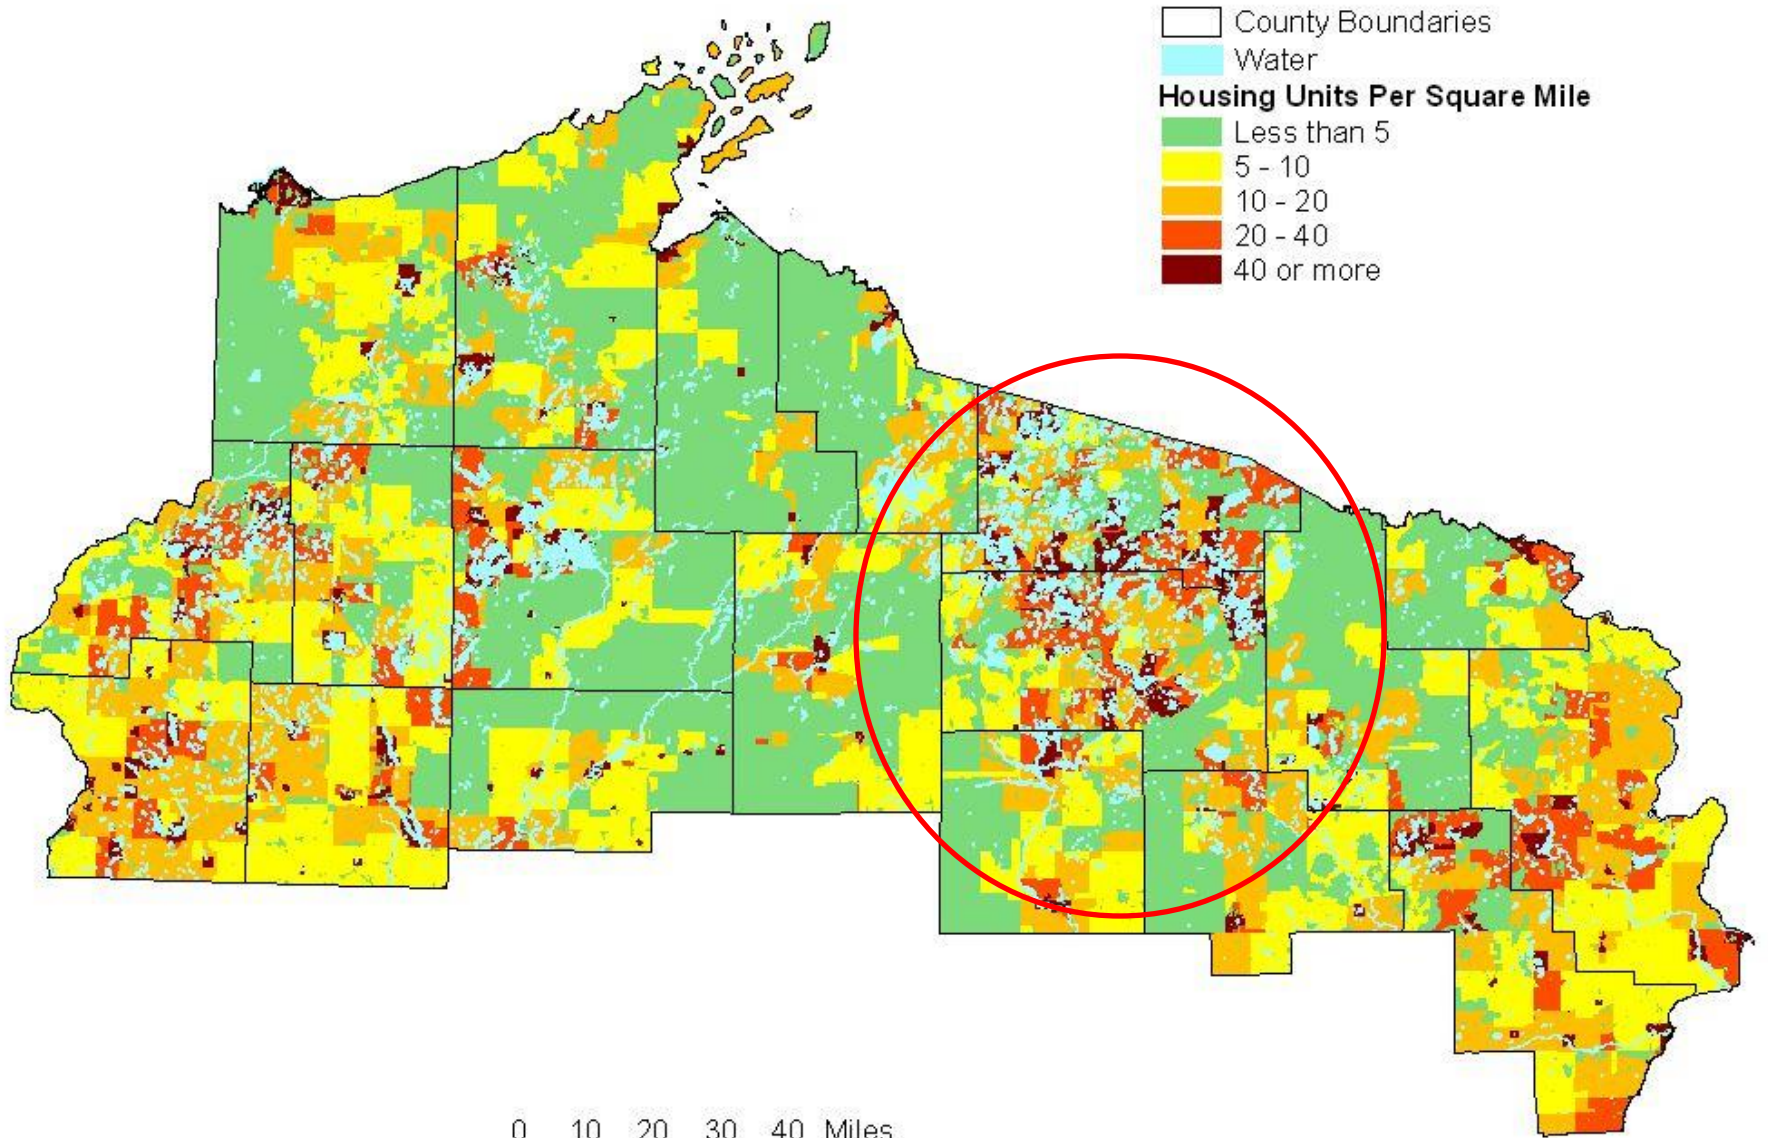 County Boundaries
Water
Housing Units Per Square Mile
Less than 5
5 - 10
10 - 20
20 - 40
40 or more
0 10 20 30 40 Miles